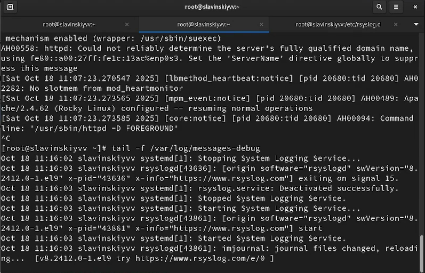 root@slavinskiyvv:~
root@slavinskiyvv:~
root@slavinskiyvv:~
root@slavinskiyvv:/etc/rsyslog.d
mechanism enabled (wrapper: /usr/sbin/suexec)
AH00558: httpd: Could not reliably determine the server's fully qualified domain name,
using fe80::a00:27ff:fe1c:13ac%enp0s3. Set the 'ServerName' directive globally to suppr
ess this message
[Sat Oct 18 11:07:23.270547 2025] [lbmethod_heartbeat:notice] [pid 20680:tid 20680] AH0
2282: No slotmem from mod_heartmonitor
[Sat Oct 18 11:07:23.273565 2025] [mpm_event:notice] [pid 20680:tid 20680] AH00489: Apa
che/2.4.62 (Rocky Linux) configured -- resuming normal operations
[Sat Oct 18 11:07:23.273585 2025] [core:notice] [pid 20680:tid 20680] AH00094: Command
line: '/usr/sbin/httpd -D FOREGROUND'
^C
[root@slavinskiyvv ~]# tail -f /var/log/messages-debug
Oct 18 11:16:02 slavinskiyvv systemd[1]: Stopping System Logging Service...
Oct 18 11:16:03 slavinskiyvv rsyslogd[43636]: [origin software="rsyslogd" swVersion="8.
2412.0-1.el9" x-pid="43636" x-info="https://www.rsyslog.com"] exiting on signal 15.
Oct 18 11:16:03 slavinskiyvv systemd[1]: rsyslog.service: Deactivated successfully.
Oct 18 11:16:03 slavinskiyvv systemd[1]: Stopped System Logging Service.
Oct 18 11:16:03 slavinskiyvv systemd[1]: Starting System Logging Service...
Oct 18 11:16:03 slavinskiyvv rsyslogd[43861]: [origin software="rsyslogd" swVersion="8.
2412.0-1.el9" x-pid="43861" x-info="https://www.rsyslog.com"] start
Oct 18 11:16:03 slavinskiyvv systemd[1]: Started System Logging Service.
Oct 18 11:16:03 slavinskiyvv rsyslogd[43861]: imjournal: journal files changed, reloadi
ng... [v8.2412.0-1.el9 try https://www.rsyslog.com/e/0 ]